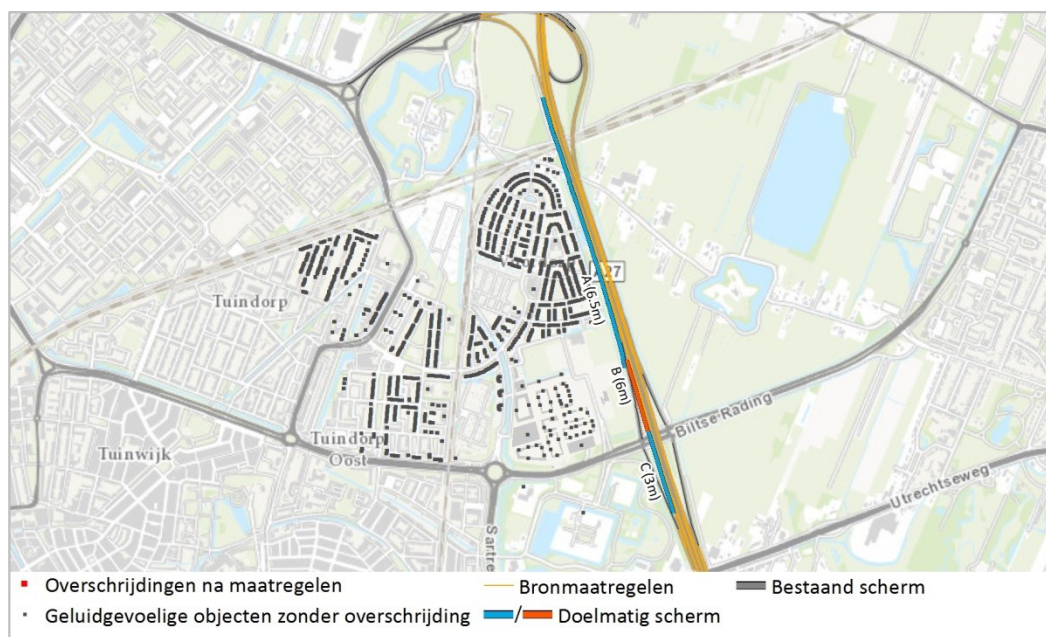 Tuindorp
A27
A (6.5m)
B (6m)
Biltse Rading
Tuindorp
Oost
Tuinwijk
C (3m)
Utrechtseweg
Sartre
Overschrijdingen na maatregelen
Bronmaatregelen
Bestaand scherm
Geluidgevoelige objecten zonder overschrijding
/
Doelmatig scherm